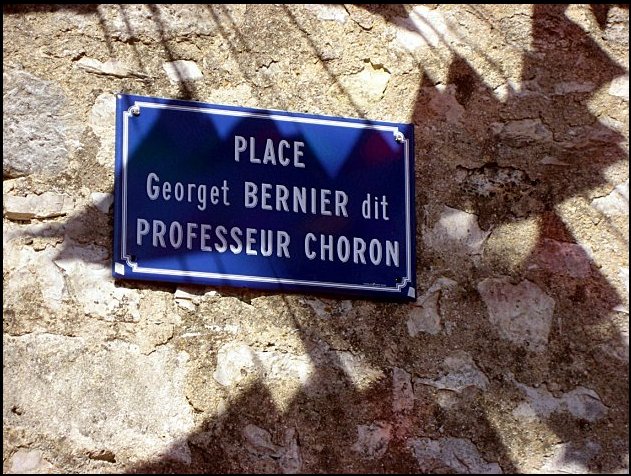 PLACE
Georget BERNIER dit
PROFESSEUR CHORON